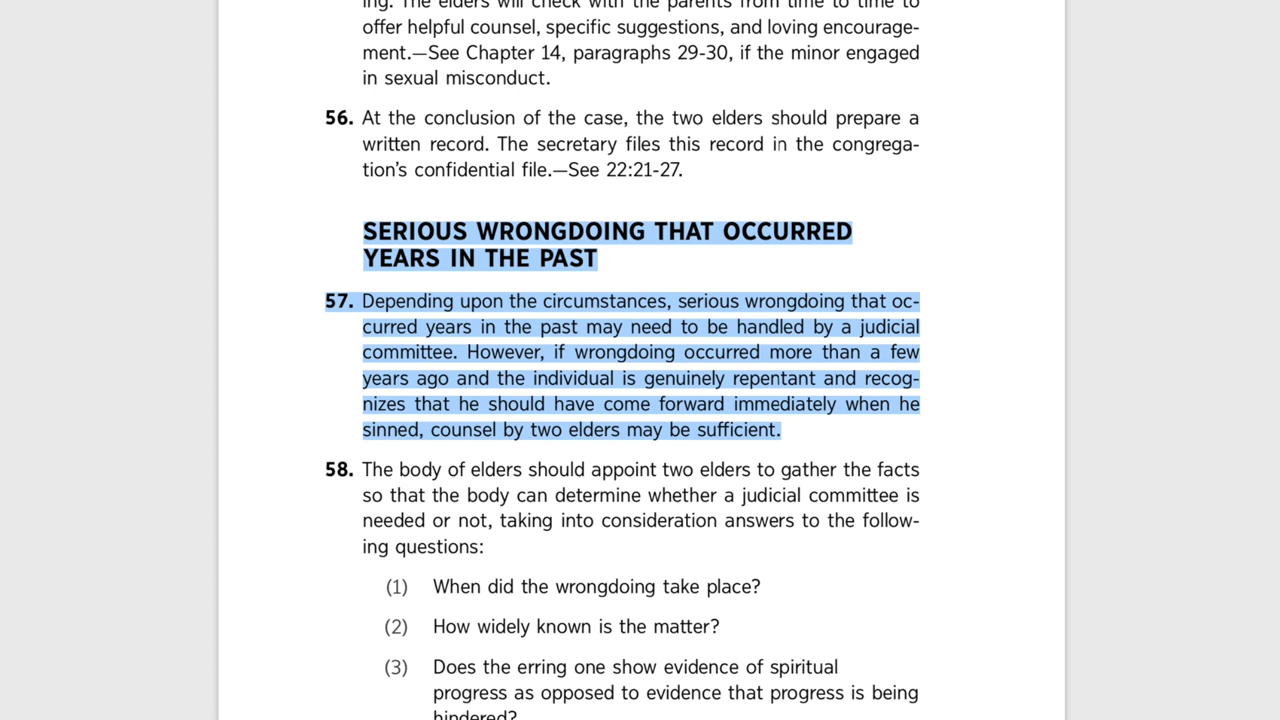 ing. The elders will check with the parents from time to time to
offer helpful counsel, specific suggestions, and loving encourage-
ment.—See Chapter 14, paragraphs 29-30, if the minor engaged
in sexual misconduct.
56. At the conclusion of the case, the two elders should prepare a
written record. The secretary files this record in the congrega-
tion’s confidential file.—See 22:21-27.
SERIOUS WRONGDOING THAT OCCURRED
YEARS IN THE PAST
57. Depending upon the circumstances, serious wrongdoing that oc-
curred years in the past may need to be handled by a judicial
committee. However, if wrongdoing occurred more than a few
years ago and the individual is genuinely repentant and recog-
nizes that he should have come forward immediately when he
sinned, counsel by two elders may be sufficient.
58. The body of elders should appoint two elders to gather the facts
so that the body can determine whether a judicial committee is
needed or not, taking into consideration answers to the follow-
ing questions:
(1) When did the wrongdoing take place?
(2) How widely known is the matter?
(3) Does the erring one show evidence of spiritual
progress as opposed to evidence that progress is being
hindered?